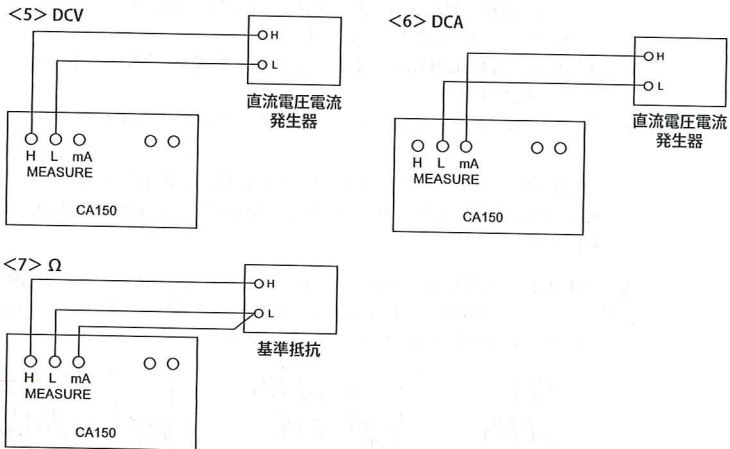 <5> DCV
H
L
直流電圧電流
発生器
H L mA
MEASURE
CA150
<6> DCA
H
L
直流電圧電流
発生器
H L mA
MEASURE
CA150
<7> Ω
H
L
基準抵抗
H L mA
MEASURE
CA150